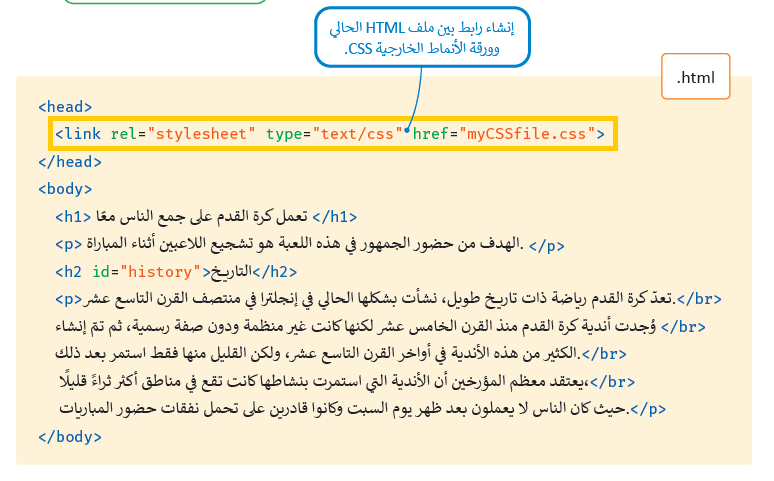 إنشاء رابط بين ملف HTML الحالي
وورقة الأنماط الخارجية CSS.
.html
<head>
<link rel="stylesheet" type="text/css" href="myCSSfile.css">
</head>
<body>
<h1> تعمل كرة القدم على جمع الناس معًا </h1>
<p> الهدف من حضور الجمهور في هذه اللعبة هو تشجيع اللاعبين أثناء المباراة. </p>
<h2 id="history">التاريخ</h2>
<p>تعدّ كرة القدم رياضة ذات تاريخ طويل، نشأت بشكلها الحالي في إنجلترا في منتصف القرن التاسع عشر.</br>
وُجدت أندية كرة القدم منذ القرن الخامس عشر لكنها كانت غير منظمة ودون صفة رسمية، ثم تمّ إنشاء </br>
الكثير من هذه الأندية في أواخر القرن التاسع عشر، ولكن القليل منها فقط استمر بعد ذلك.</br>
يعتقد معظم المؤرخين أن الأندية التي استمرت بنشاطها كانت تقع في مناطق أكثر ثراءً قليلًا،</br>
حيث كان الناس لا يعملون بعد ظهر يوم السبت وكانوا قادرين على تحمل نفقات حضور المباريات.</p>
</body>